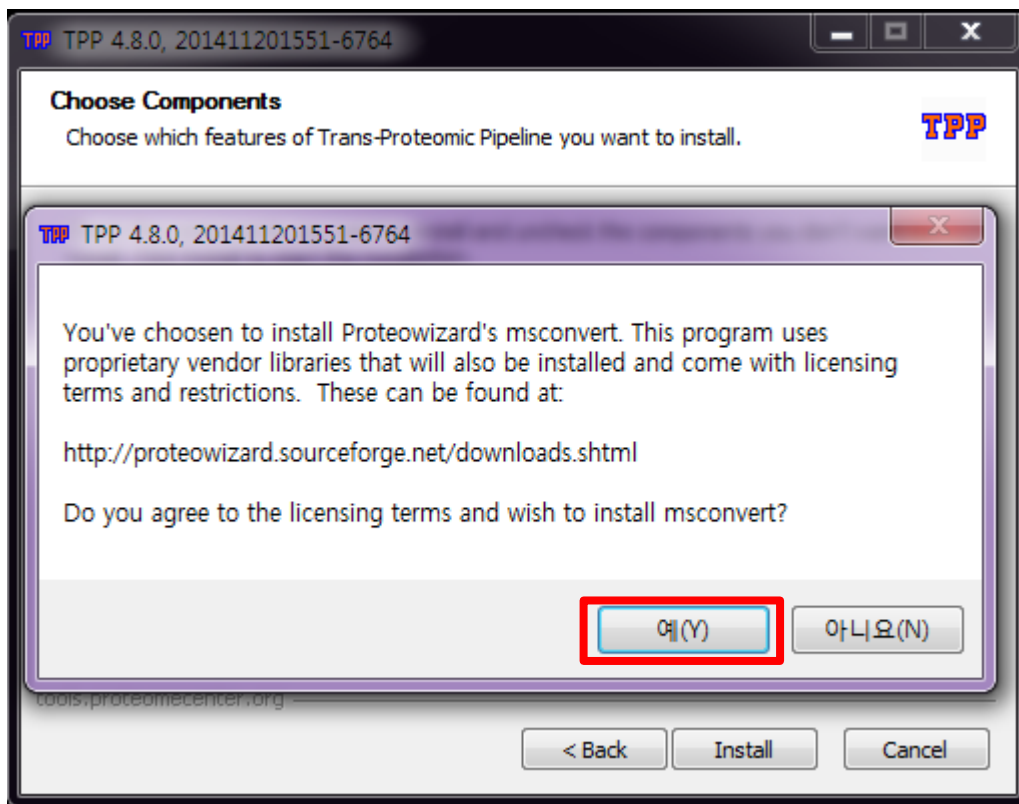 TPP TPP 4.8.0, 201411201551-6764
Choose Components
Choose which features of Trans-Proteomic Pipeline you want to install.
TPP
TPP TPP 4.8.0, 201411201551-6764
You've choosen to install Proteowizard's msconvert. This program uses
proprietary vendor libraries that will also be installed and come with licensing
terms and restrictions.  These can be found at:
http://proteowizard.sourceforge.net/downloads.shtml
Do you agree to the licensing terms and wish to install msconvert?
예(Y) 아니요(N)
tools.proteomecenter.org
< Back Install Cancel